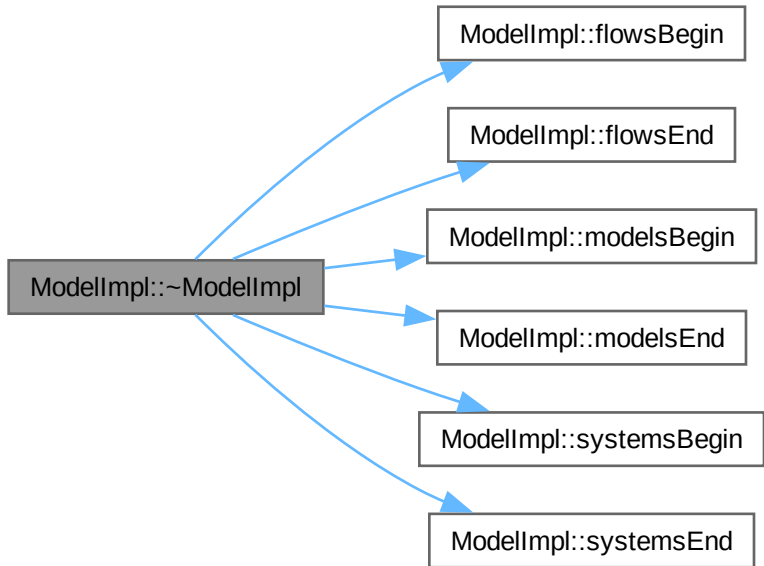 ModelImpl::flowsBegin
ModelImpl::flowsEnd
ModelImpl::modelsBegin
ModelImpl::~ModelImpl
ModelImpl::modelsEnd
ModelImpl::systemsBegin
ModelImpl::systemsEnd